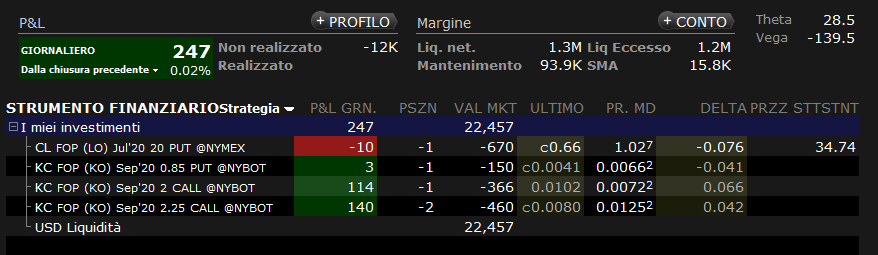 P&L + PROFILO Margine + CONTO Theta 28.5
Vega -139.5
GIORNALIERO 247 Non realizzato -12K Liq. net. 1.3M Liq Eccesso 1.2M
Dalla chiusura precedente 0.02% Realizzato Mantenimento 93.9K SMA 15.8K
STRUMENTO FINANZIARIO Strategia P&L GRN. PSZN VAL MKT ULTIMO PR. MD DELTA PRZZ STTSTNT
I miei investimenti 247 22,457
CL FOP (LO) Jul'20 20 PUT @NYMEX -10 -1 -670 c0.66 1.027 -0.076 34.74
KC FOP (KO) Sep'20 0.85 PUT @NYBOT 3 -1 -150 c0.0041 0.00662 -0.041
KC FOP (KO) Sep'20 2 CALL @NYBOT 114 -1 -366 0.0102 0.00722 0.066
KC FOP (KO) Sep'20 2.25 CALL @NYBOT 140 -2 -460 c0.0080 0.01252 0.042
USD Liquidità 22,457